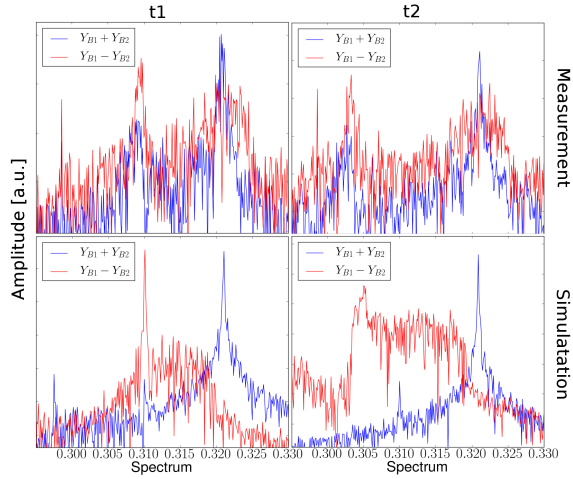 t1 t2
Y_{B1} + Y_{B2}
Y_{B1} − Y_{B2}
Y_{B1} + Y_{B2}
Y_{B1} − Y_{B2}
Measurement
Amplitude [a.u.]
Y_{B1} + Y_{B2}
Y_{B1} − Y_{B2}
Y_{B1} + Y_{B2}
Y_{B1} − Y_{B2}
Simulatation
0.300 0.305 0.310 0.315 0.320 0.325 0.330 0.300 0.305 0.310 0.315 0.320 0.325 0.330
Spectrum Spectrum